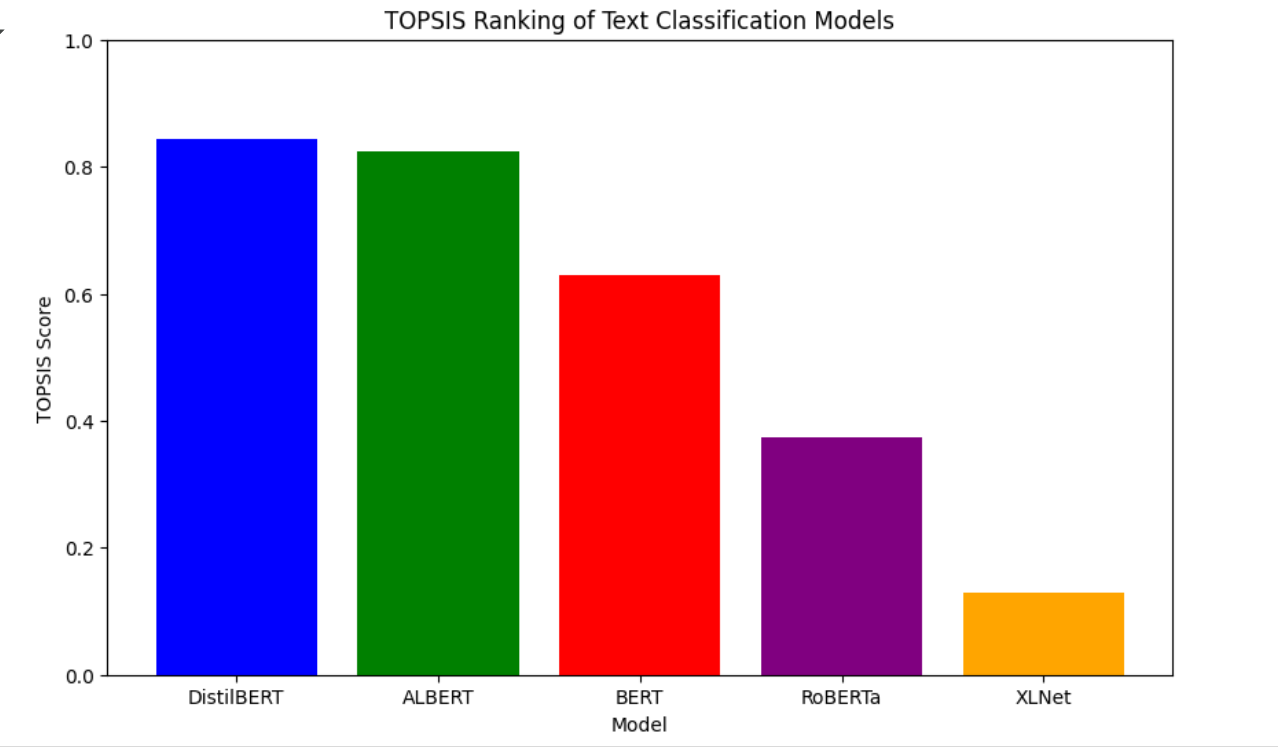 TOPSIS Ranking of Text Classification Models
1.0
0.8
0.6
0.4
0.2
0.0
TOPSIS Score
DistilBERT ALBERT BERT RoBERTa XLNet
Model